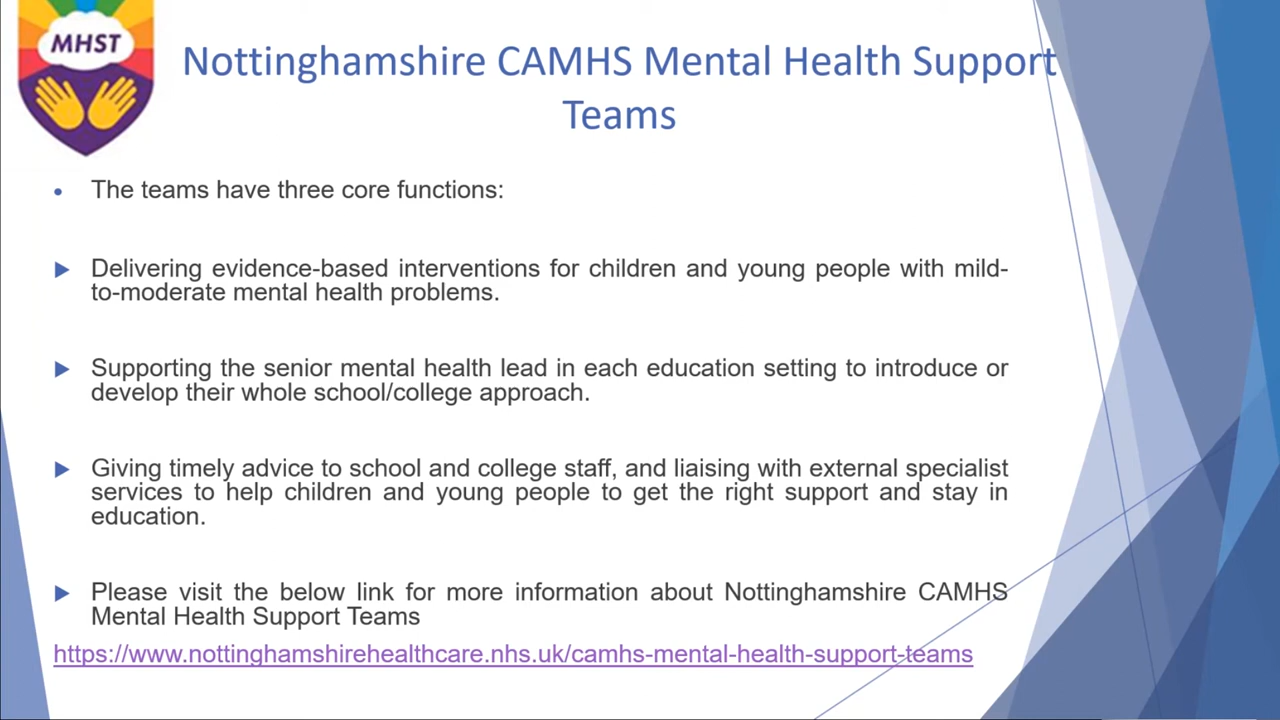 MHST
Nottinghamshire CAMHS Mental Health Support
Teams
• The teams have three core functions:
Delivering evidence-based interventions for children and young people with mild-
to-moderate mental health problems.
Supporting the senior mental health lead in each education setting to introduce or
develop their whole school/college approach.
Giving timely advice to school and college staff, and liaising with external specialist
services to help children and young people to get the right support and stay in
education.
Please visit the below link for more information about Nottinghamshire CAMHS
Mental Health Support Teams
https://www.nottinghamshirehealthcare.nhs.uk/camhs-mental-health-support-teams